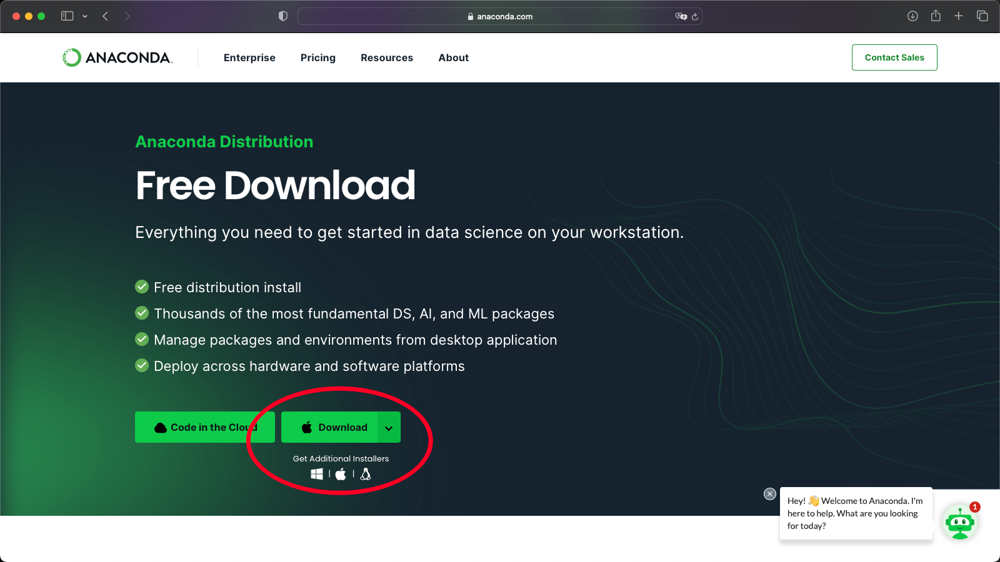 anaconda.com
ANACONDA.
Enterprise
Pricing
Resources
About
Contact Sales
Anaconda Distribution
Free Download
Everything you need to get started in data science on your workstation.
Free distribution install
Thousands of the most fundamental DS, AI, and ML packages
Manage packages and environments from desktop application
Deploy across hardware and software platforms
Code in the Cloud
Download
Get Additional Installers
Hey! 👋 Welcome to Anaconda. I'm
here to help. What are you looking
for today?
1